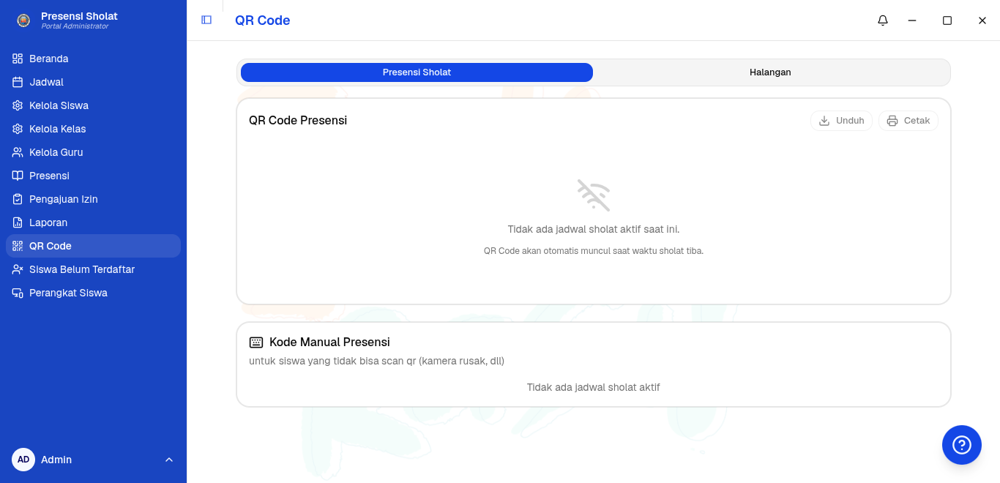 Presensi Sholat
Portal Administrator
Beranda
Jadwal
Kelola Siswa
Kelola Kelas
Kelola Guru
Presensi
Pengajuan Izin
Laporan
QR Code
Siswa Belum Terdaftar
Perangkat Siswa
AD Admin
QR Code
Presensi Sholat Halangan
QR Code Presensi Unduh Cetak
Tidak ada jadwal sholat aktif saat ini.
QR Code akan otomatis muncul saat waktu sholat tiba.
Kode Manual Presensi
untuk siswa yang tidak bisa scan qr (kamera rusak, dll)
Tidak ada jadwal sholat aktif